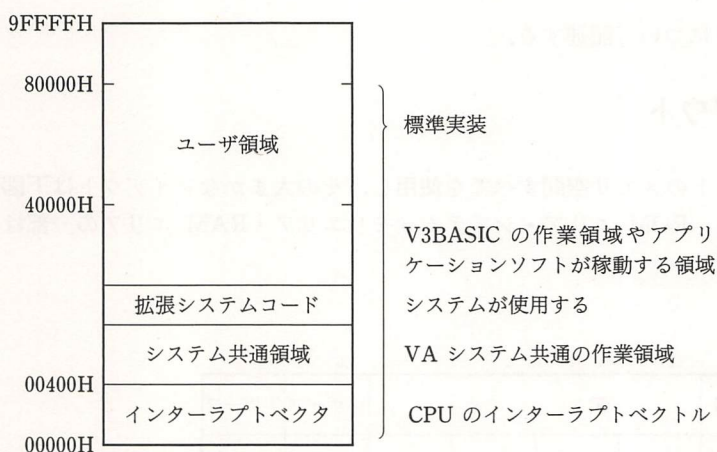 9FFFFH
80000H
標準実装
ユーザ領域
40000H
V3BASIC の作業領域やアプリ
ケーションソフトが稼動する領域
拡張システムコード
システムが使用する
システム共通領域
VA システム共通の作業領域
00400H
インターラプトベクタ
CPU のインターラプトベクトル
00000H